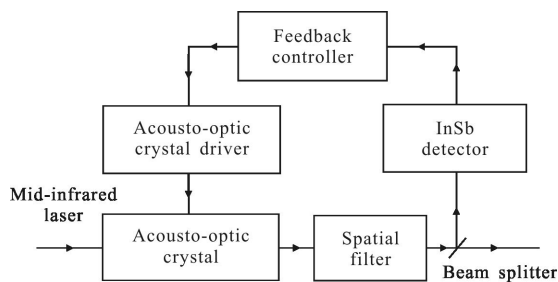 Feedback
controller
Acousto-optic
crystal driver
InSb
detector
Mid-infrared
laser
Acousto-optic
crystal
Spatial
filter
Beam splitter